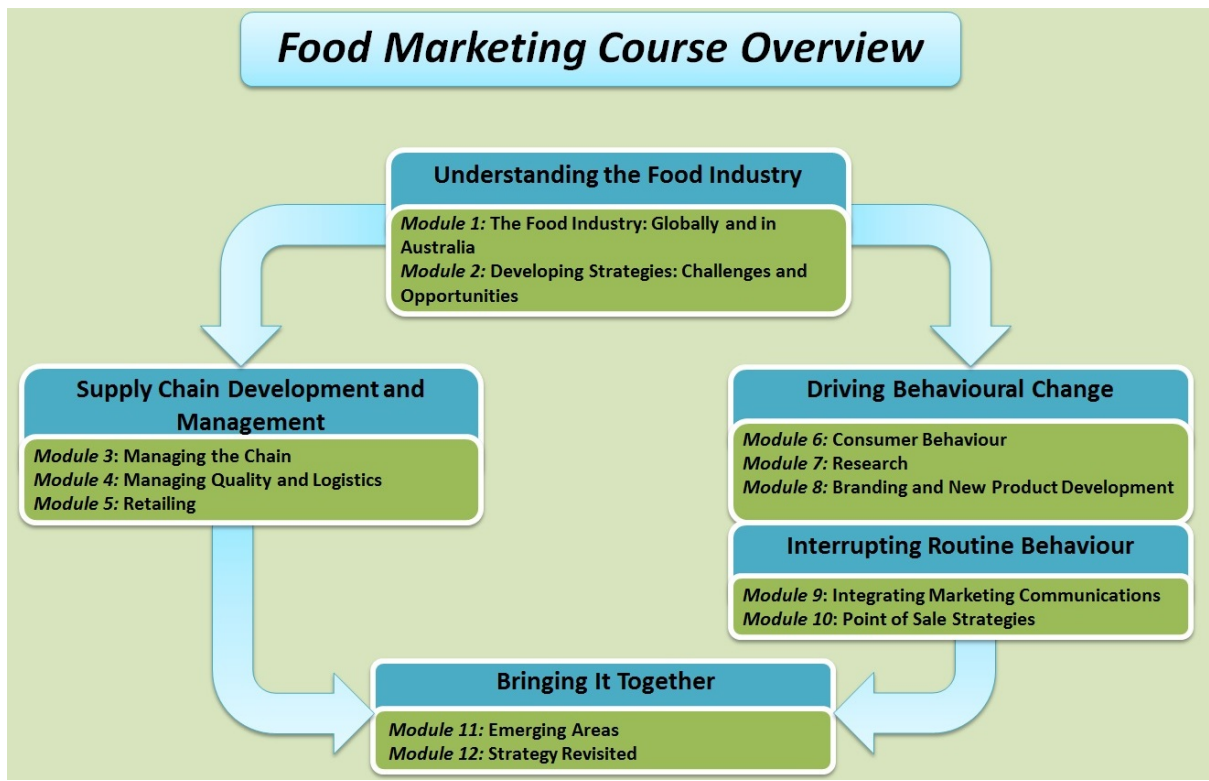 Food Marketing Course Overview
Understanding the Food Industry
Module 1: The Food Industry: Globally and in
Australia
Module 2: Developing Strategies: Challenges and
Opportunities
Supply Chain Development and
Management
Module 3: Managing the Chain
Module 4: Managing Quality and Logistics
Module 5: Retailing
Driving Behavioural Change
Module 6: Consumer Behaviour
Module 7: Research
Module 8: Branding and New Product Development
Interrupting Routine Behaviour
Module 9: Integrating Marketing Communications
Module 10: Point of Sale Strategies
Bringing It Together
Module 11: Emerging Areas
Module 12: Strategy Revisited